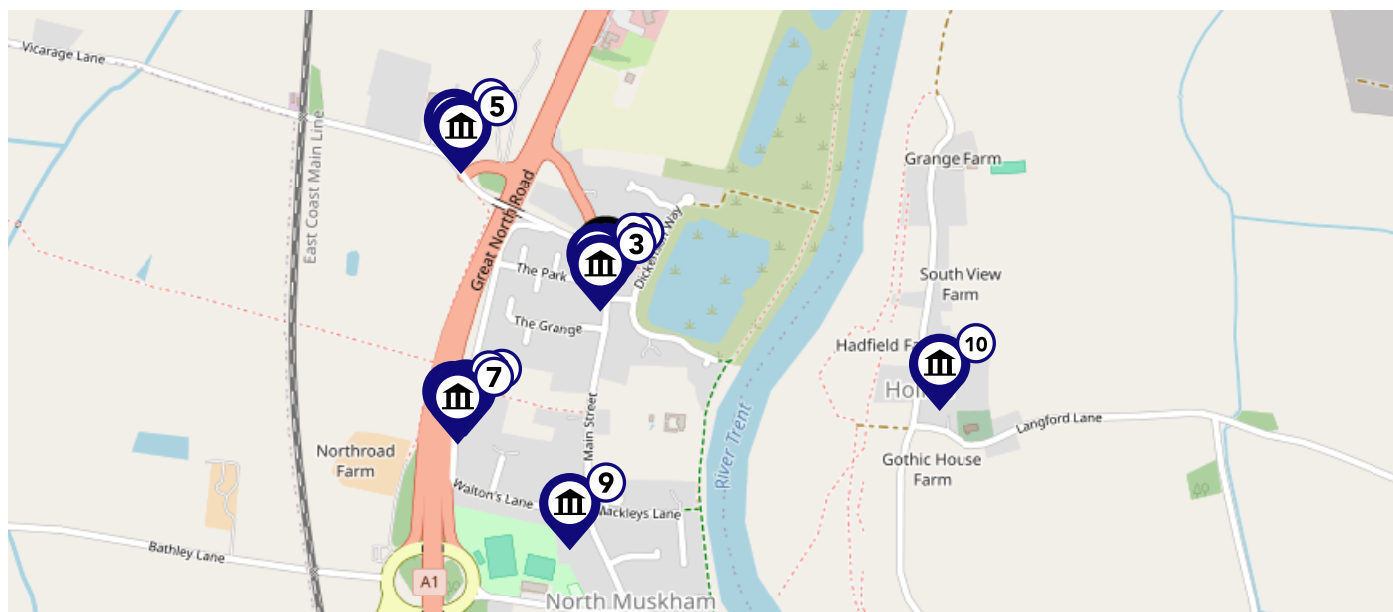 Vicarage Lane
East Coast Main Line
5
Great North Road
Grange Farm
3
Way
The Park
The Grange
South View
Farm
Hadfield
10
7
Main Street
River Trent
Langford Lane
Northroad
Farm
Gothic House
Farm
9
Walton's Lane
Mackleys Lane
Bathley Lane
A1
North Muskham